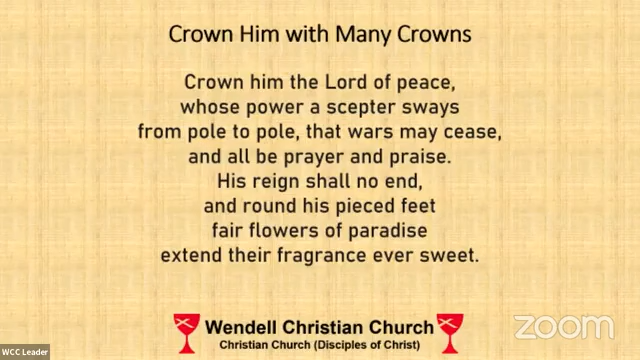 Crown Him with Many Crowns
Crown him the Lord of peace,
whose power a scepter sways
from pole to pole, that wars may cease,
and all be prayer and praise.
His reign shall no end,
and round his pieced feet
fair flowers of paradise
extend their fragrance ever sweet.
Wendell Christian Church
Christian Church (Disciples of Christ)
zoom
WCC Leader